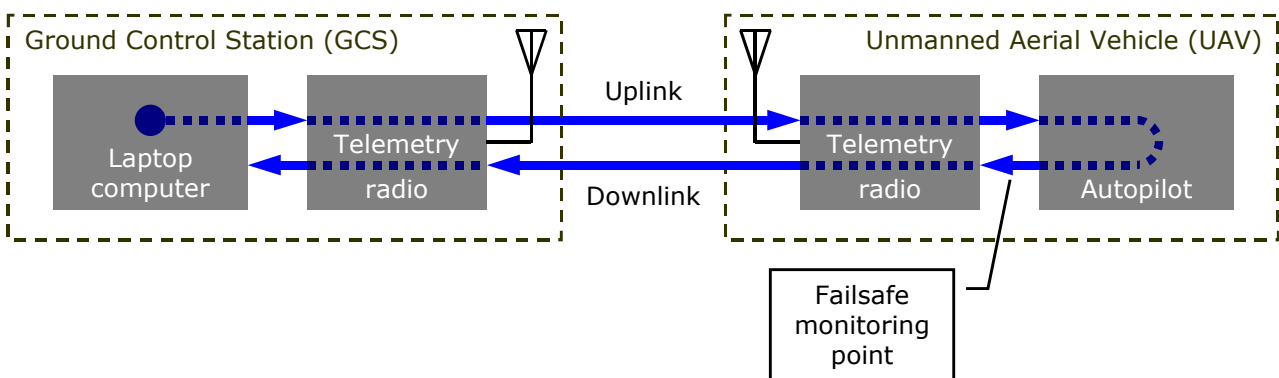 Ground Control Station (GCS)
Laptop
computer
Telemetry
radio
Uplink
Downlink
Unmanned Aerial Vehicle (UAV)
Telemetry
radio
Autopilot
Failsafe
monitoring
point